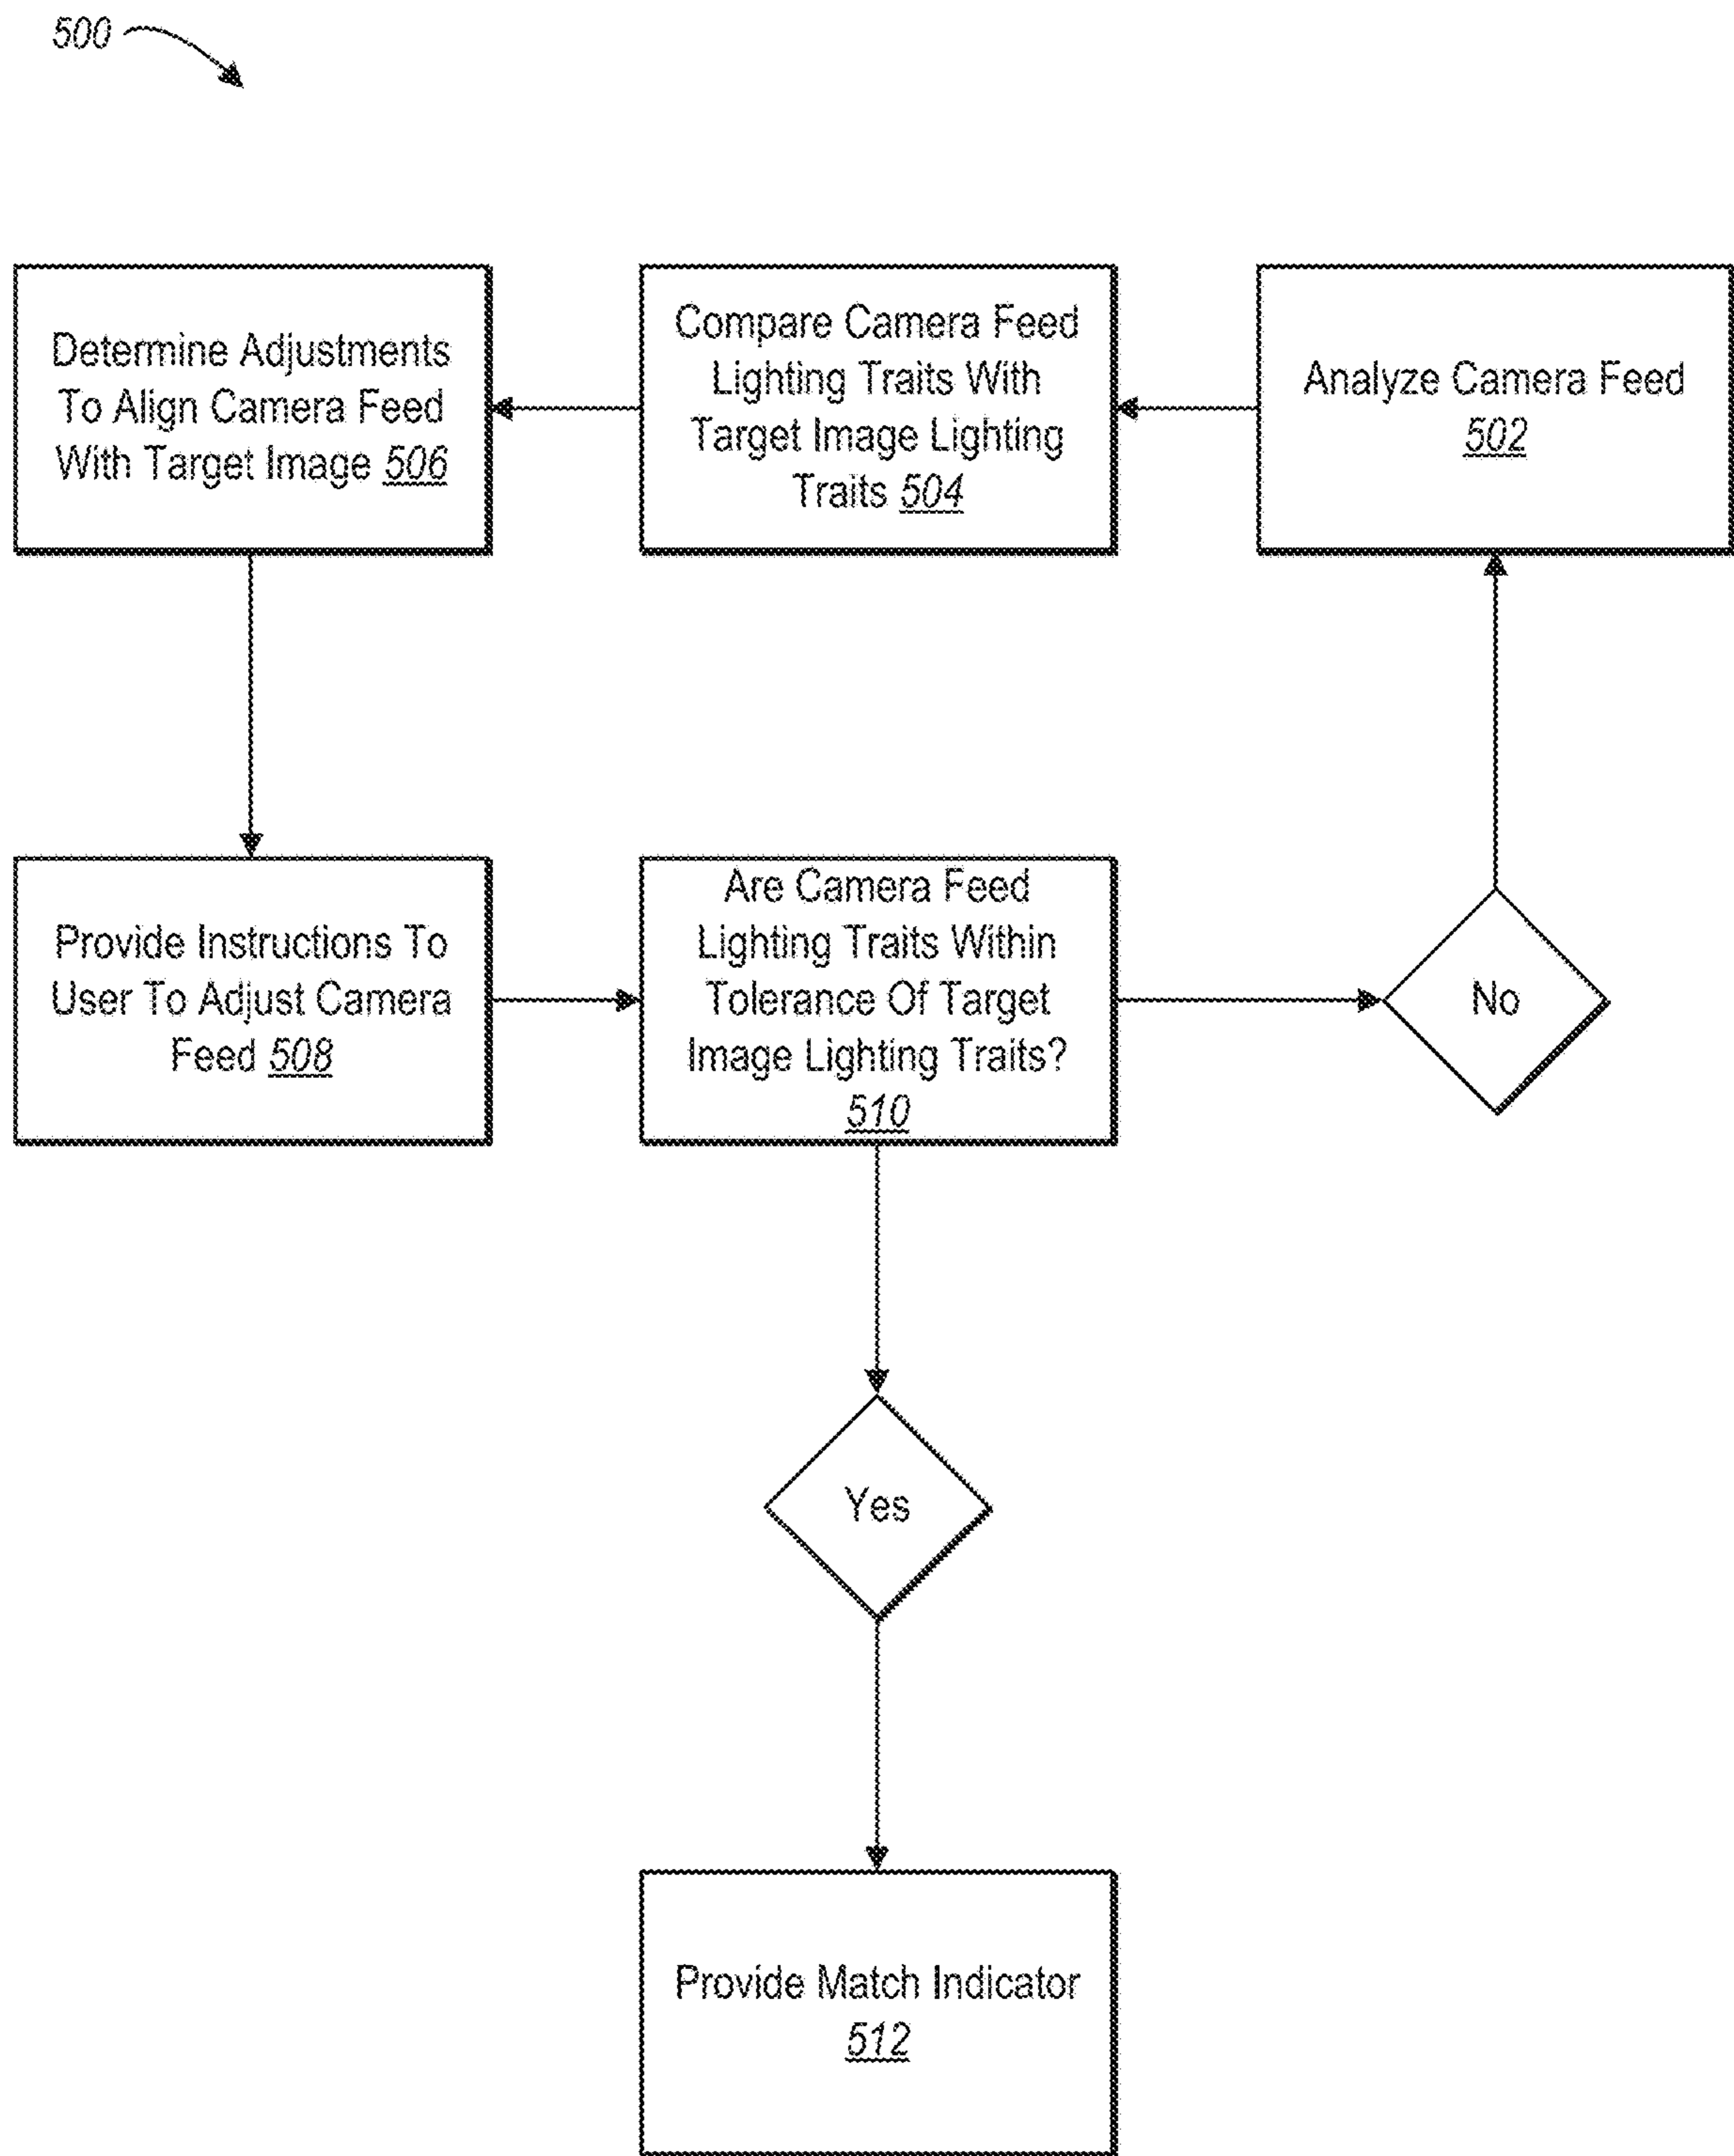 500
Determine Adjustments
To Align Camera Feed
With Target Image 506
Compare Camera Feed
Lighting Traits With
Target Image Lighting
Traits 504
Analyze Camera Feed
502
Provide Instructions To
User To Adjust Camera
Feed 508
Are Camera Feed
Lighting Traits Within
Tolerance Of Target
Image Lighting Traits?
510
No
Yes
Provide Match Indicator
512